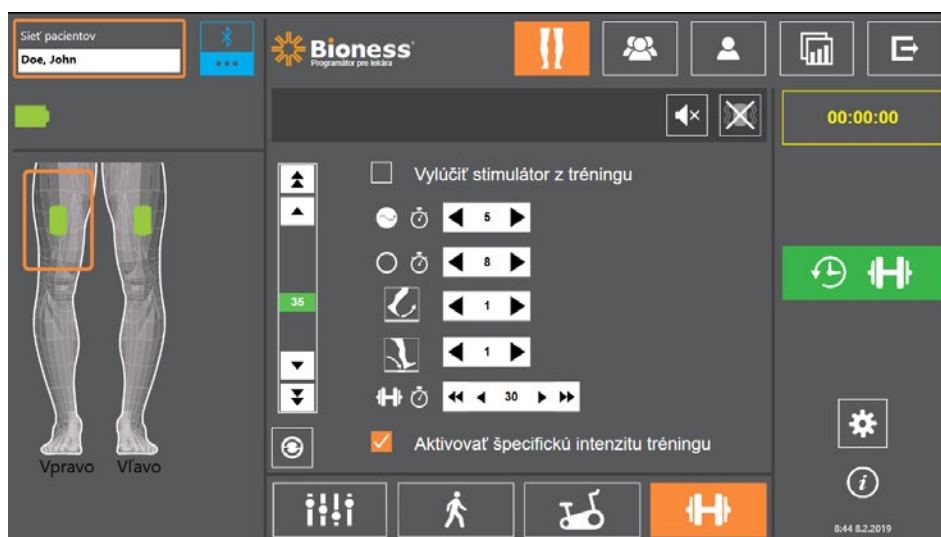 Sieť pacientov
Doe, John
Bioness
Programátor pre lekára
00:00:00
Vylúčiť stimulátor z tréningu
5
8
35
1
1
30
Aktivovať špecifickú intenzitu tréningu
Vpravo Vľavo
8:44 8.2.2019